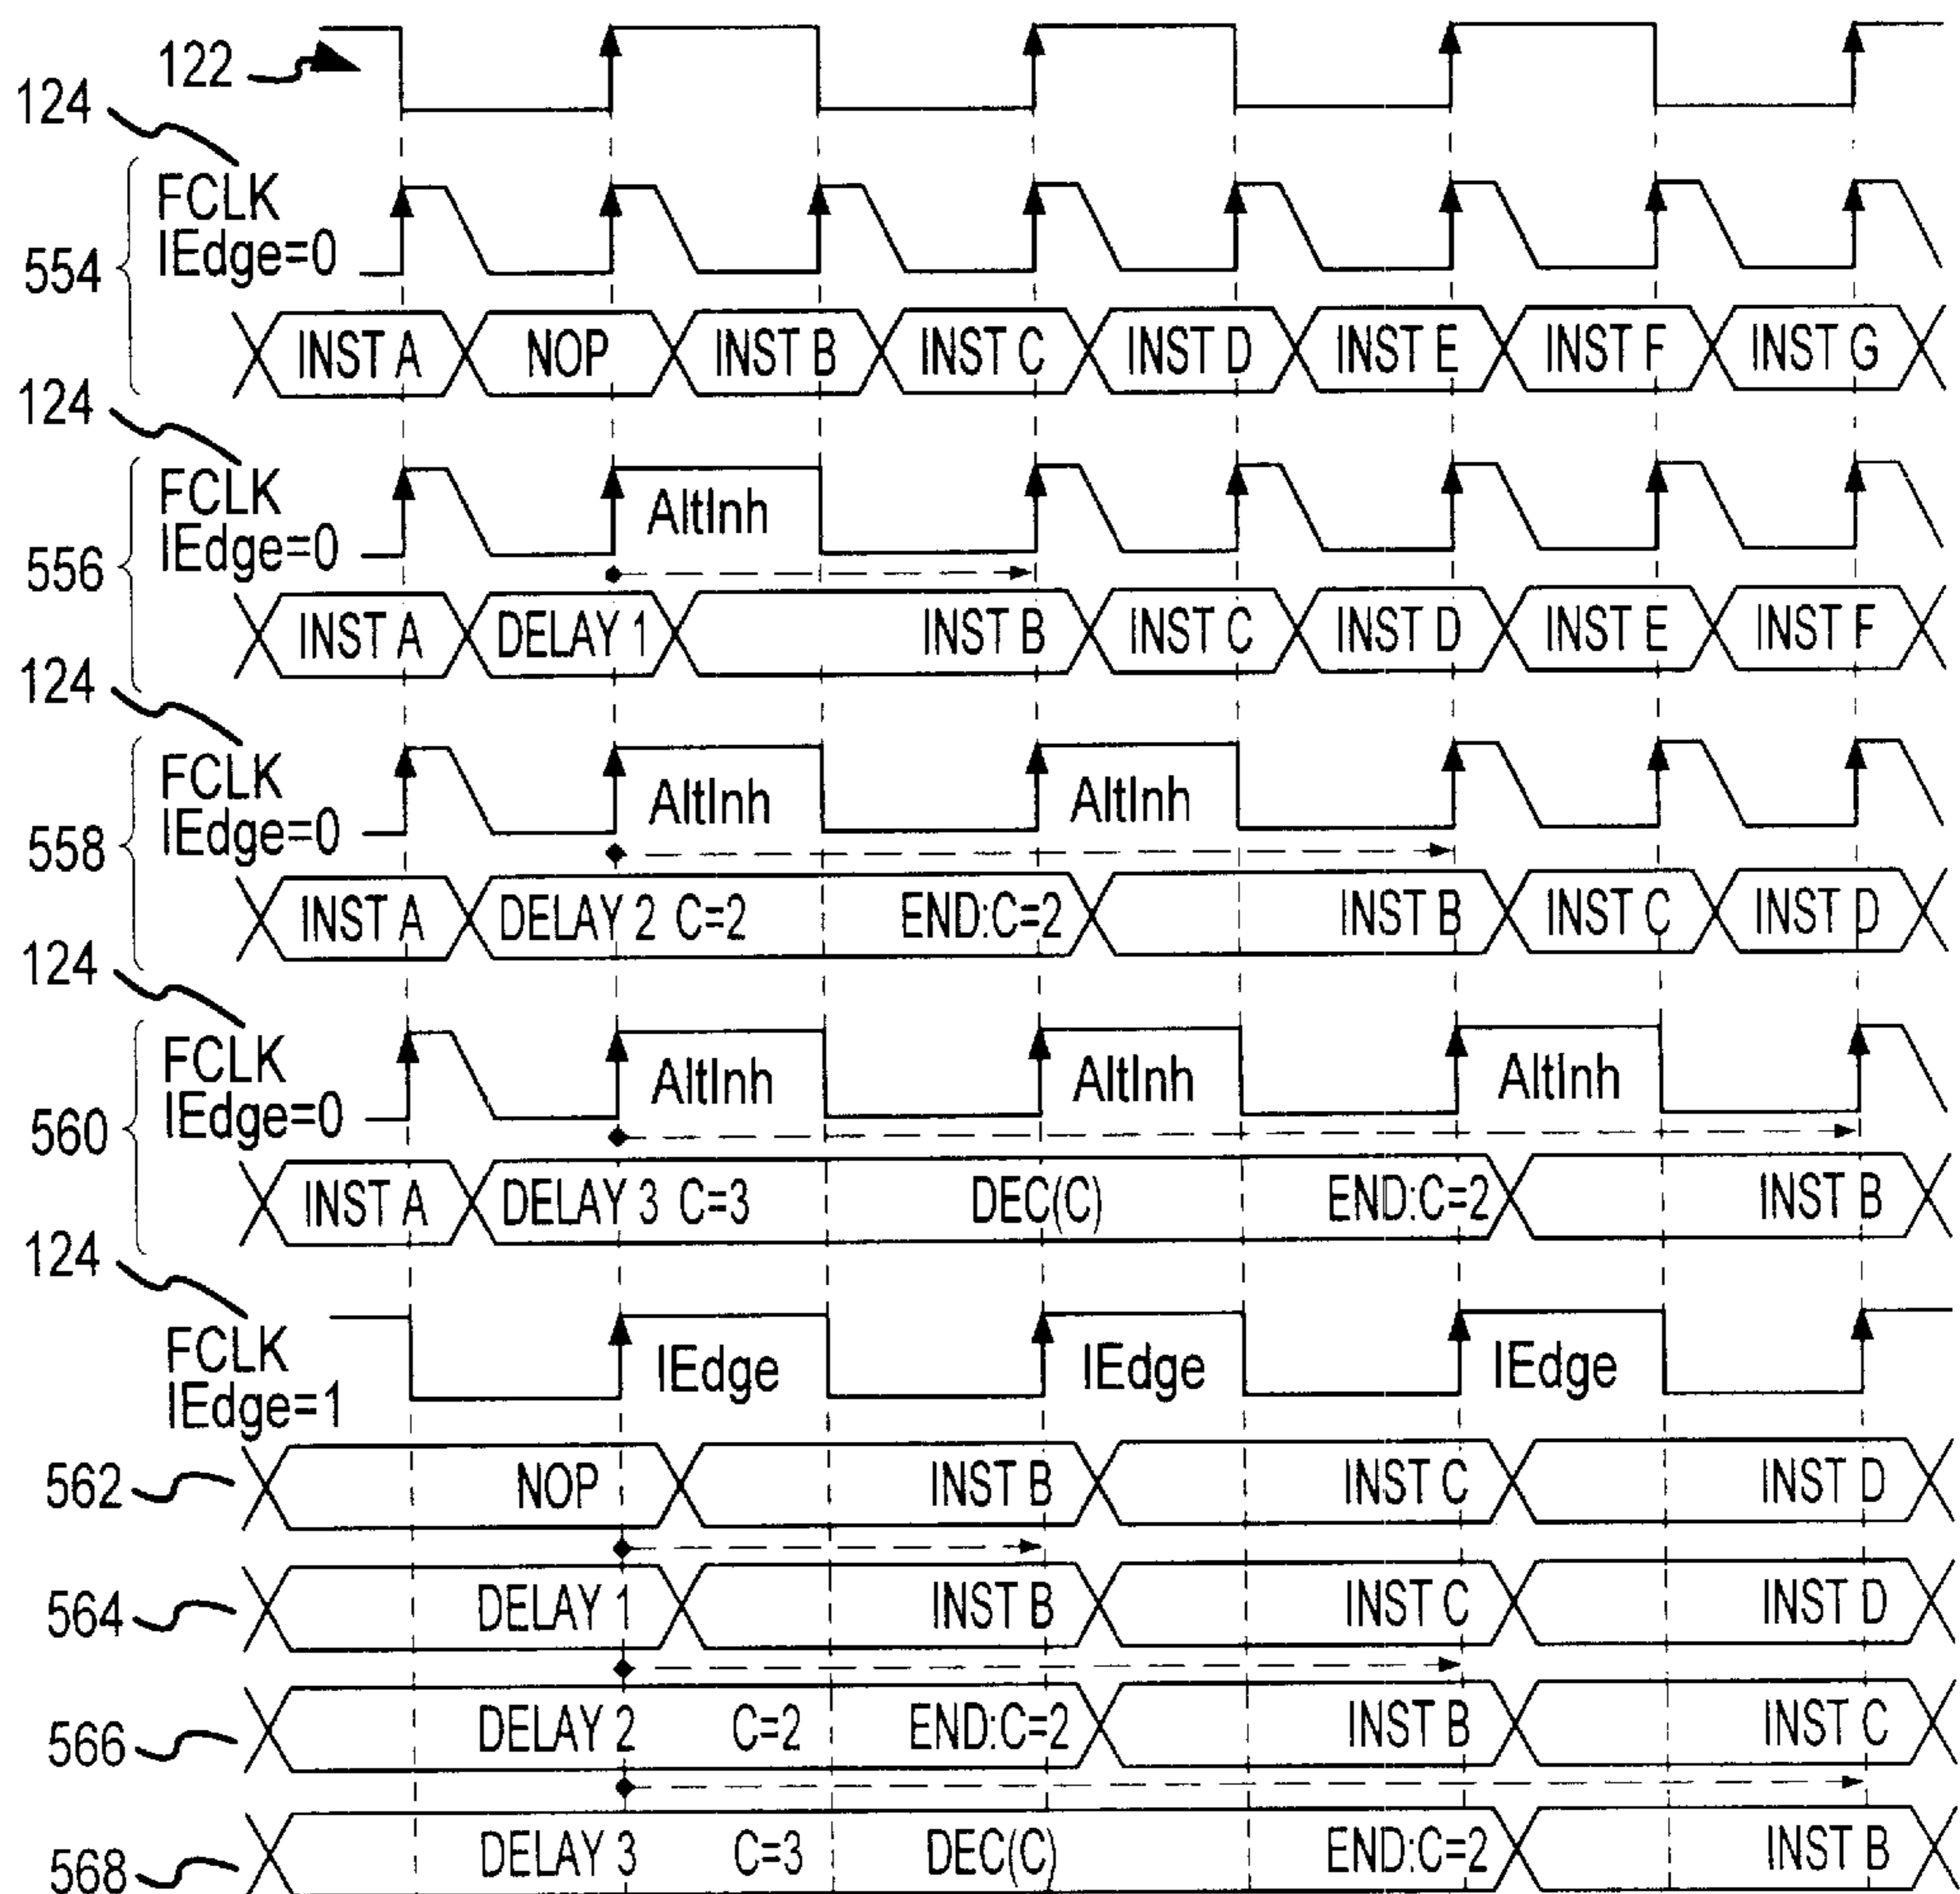 122
124
FCLK
IEdge=0
554
INST A NOP INST B INST C INST D INST E INST F INST G
124
FCLK
IEdge=0
AltInh
556
INST A DELAY 1 INST B INST C INST D INST E INST F
124
FCLK
IEdge=0
AltInh AltInh
558
INST A DELAY 2 C=2 END:C=2 INST B INST C INST D
124
FCLK
IEdge=0
AltInh AltInh AltInh
560
INST A DELAY 3 C=3 DEC(C) END:C=2 INST B
124
FCLK
IEdge=1
IEdge IEdge IEdge
562 NOP INST B INST C INST D
564 DELAY 1 INST B INST C INST D
566 DELAY 2 C=2 END:C=2 INST B INST C
568 DELAY 3 C=3 DEC(C) END:C=2 INST B